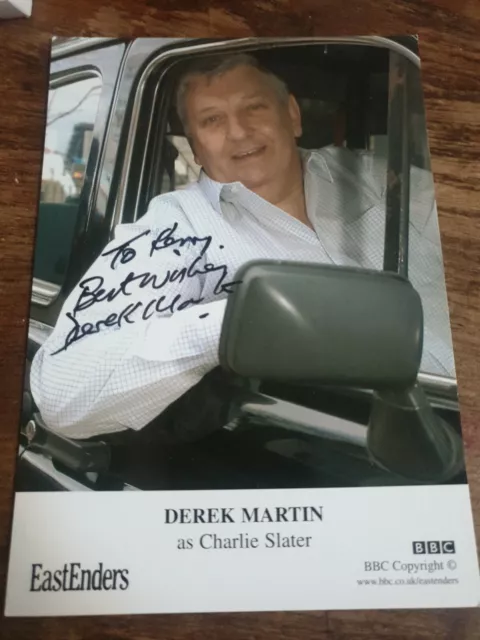 To
Best Wishes
Derek Martin
DEREK MARTIN
as Charlie Slater
BBC
EastEnders
BBC Copyright ©
www.bbc.co.uk/eastenders